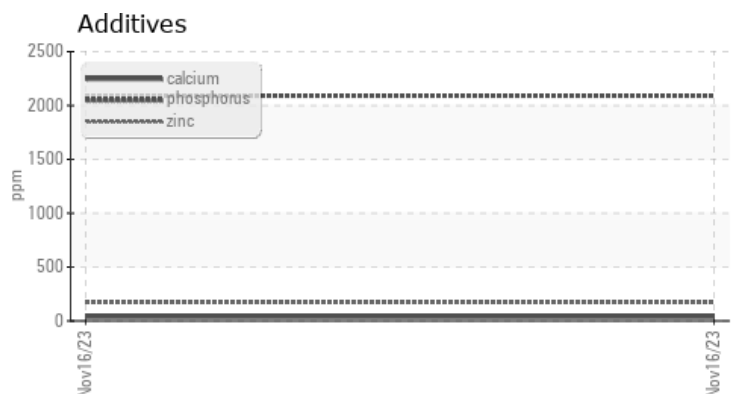 Additives
2500
2000
1500
1000
500
0
ppm
calcium
phosphorus
zinc
Nov16/23
Nov16/23